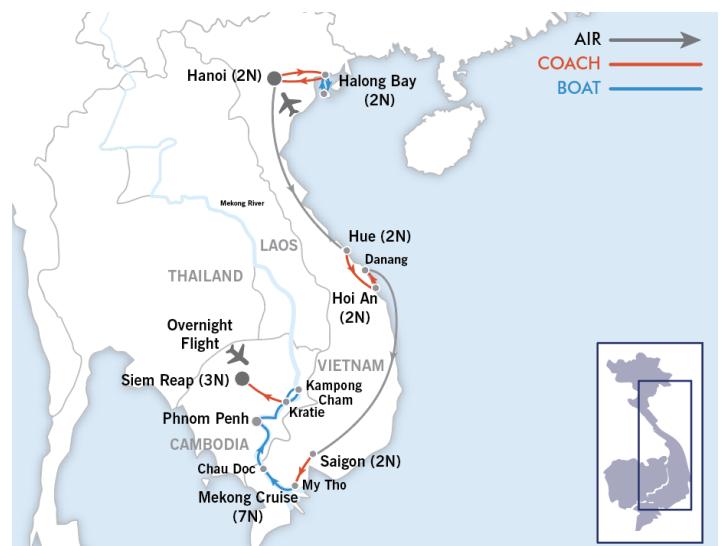 AIR
COACH
BOAT
Hanoi (2N)
Halong Bay
(2N)
Mekong River
LAOS
Hue (2N)
Danang
THAILAND
Hoi An
(2N)
Overnight
Flight
VIETNAM
Siem Reap (3N)
Kampong
Cham
Kratie
Phnom Penh
CAMBODIA
Saigon (2N)
Chau Doc
My Tho
Mekong Cruise
(7N)